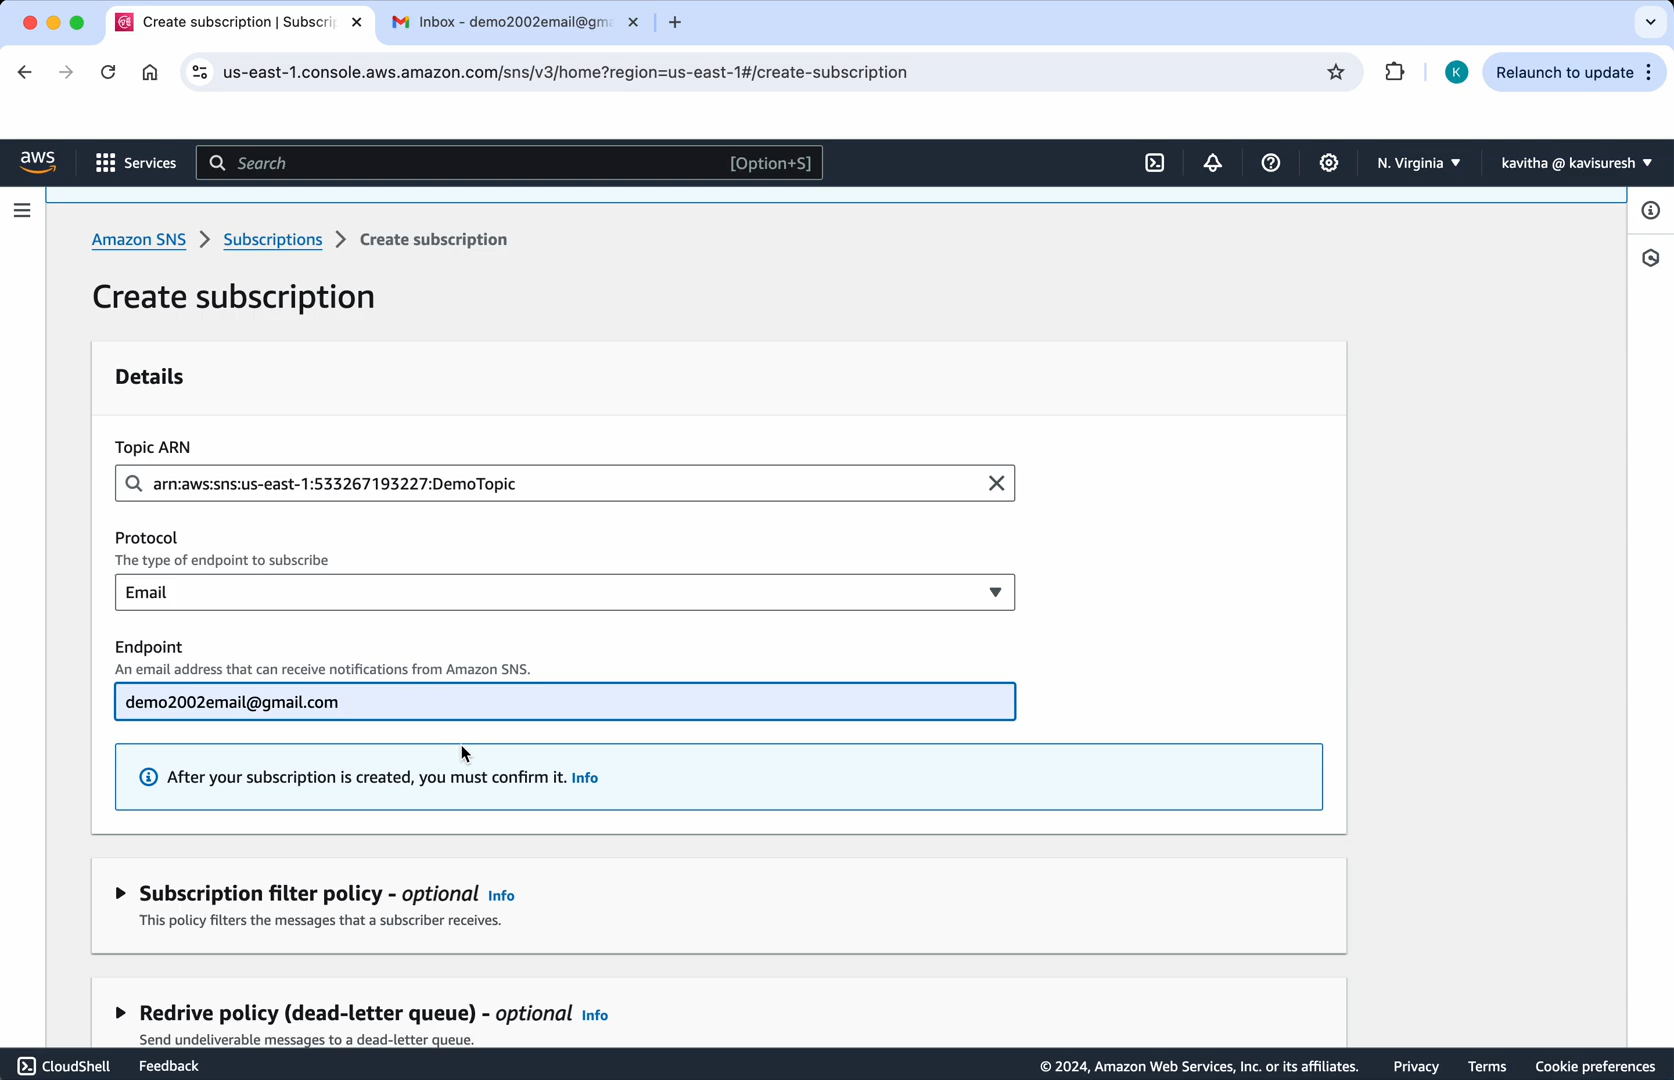 Create subscription | Subscri
Inbox - demo2002email@gma
us-east-1.console.aws.amazon.com/sns/v3/home?region=us-east-1#/create-subscription
K
Relaunch to update
aws
Services
Search
[Option+S]
N. Virginia
kavitha @ kavisuresh
Amazon SNS
Subscriptions
Create subscription
Create subscription
Details
Topic ARN
arn:aws:sns:us-east-1:533267193227:DemoTopic
Protocol
The type of endpoint to subscribe
Email
Endpoint
An email address that can receive notifications from Amazon SNS.
demo2002email@gmail.com
After your subscription is created, you must confirm it. Info
Subscription filter policy - optional Info
This policy filters the messages that a subscriber receives.
Redrive policy (dead-letter queue) - optional Info
Send undeliverable messages to a dead-letter queue.
CloudShell
Feedback
© 2024, Amazon Web Services, Inc. or its affiliates.
Privacy
Terms
Cookie preferences